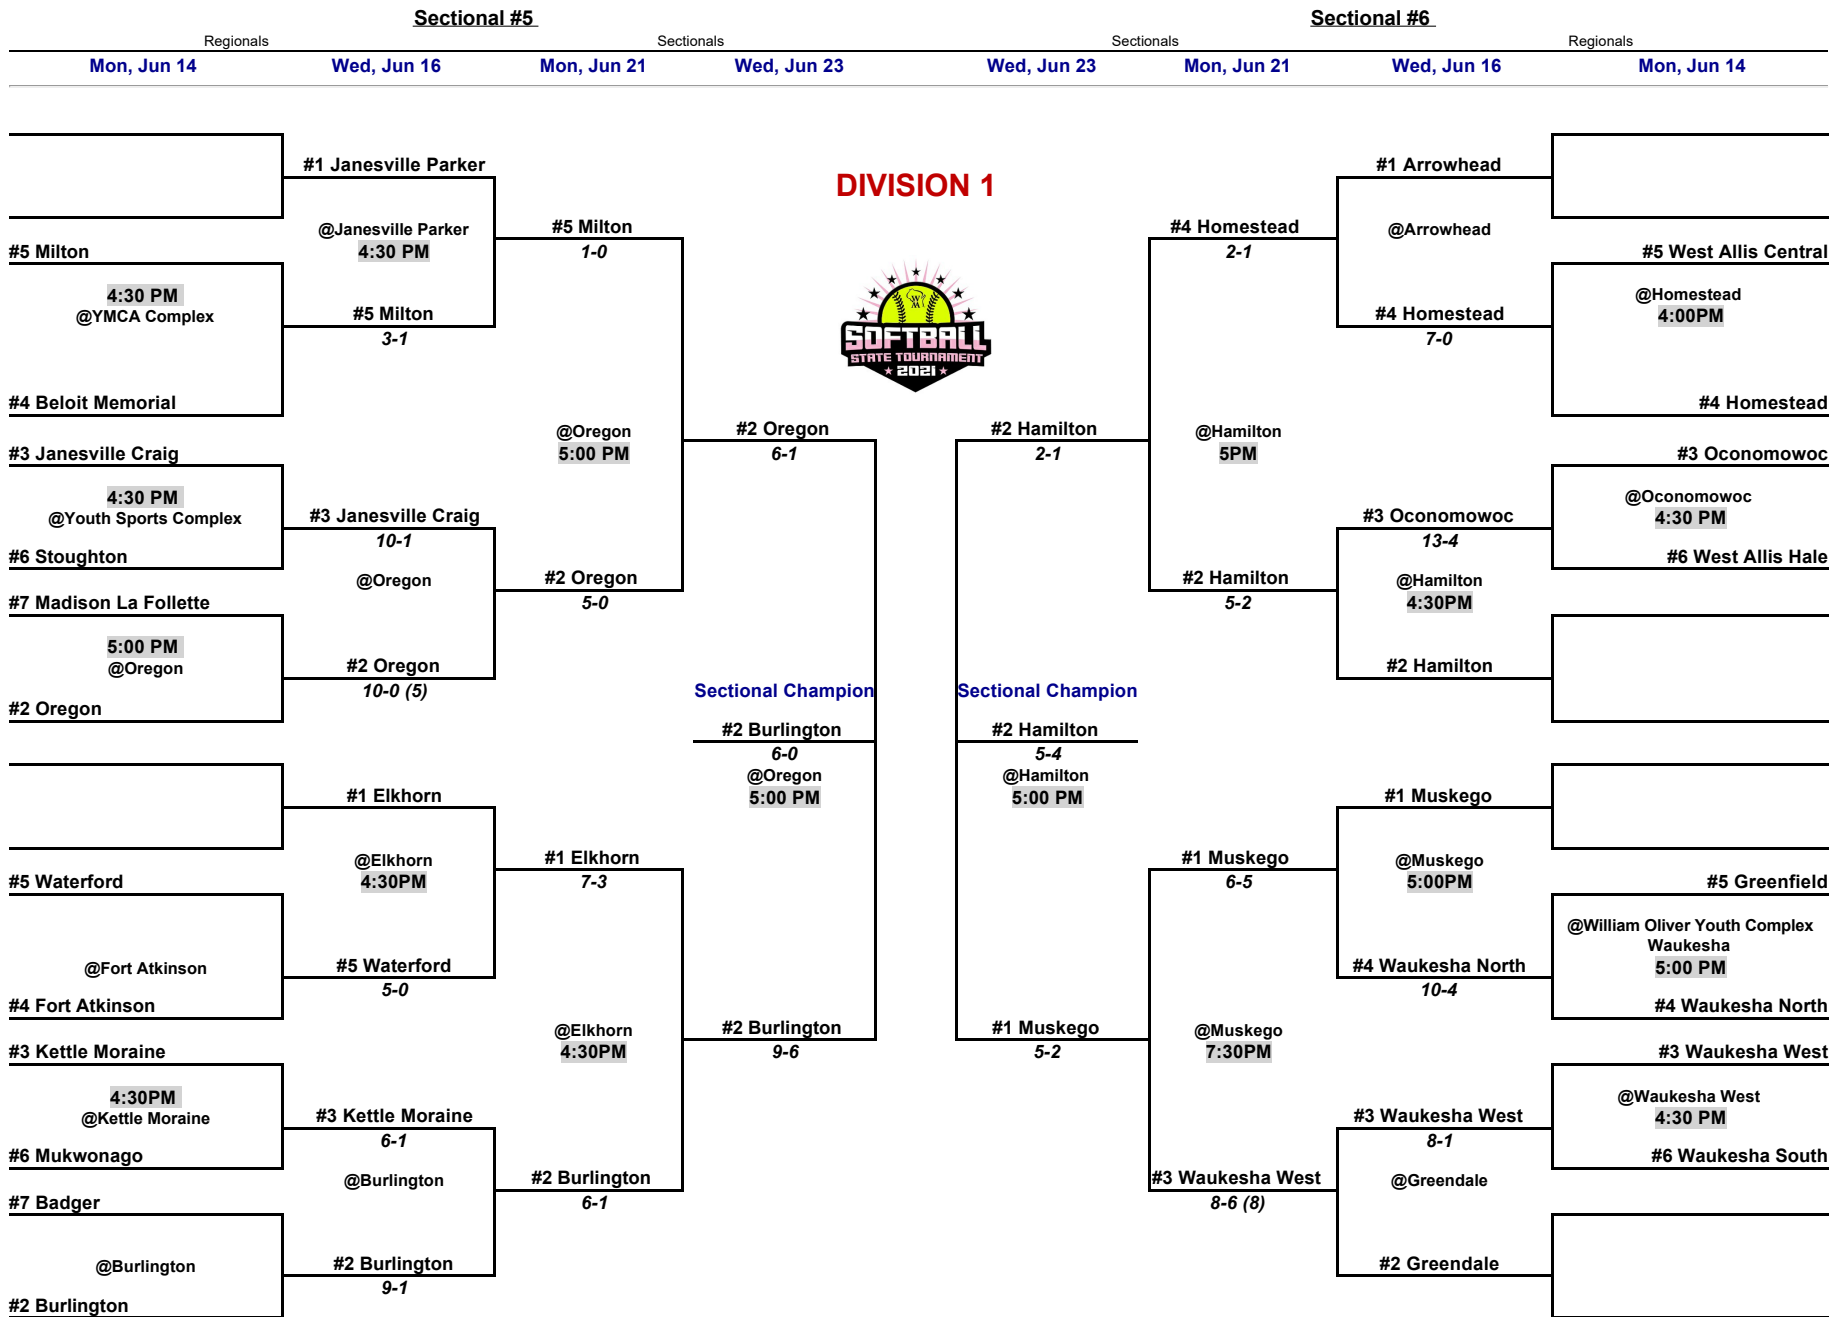 Sectional #5
Sectional #6
Regionals
Sectionals
Sectionals
Regionals
Mon, Jun 14
Wed, Jun 16
Mon, Jun 21
Wed, Jun 23
Wed, Jun 23
Mon, Jun 21
Wed, Jun 16
Mon, Jun 14
DIVISION 1
SOFTBALL
STATE TOURNAMENT
2021
#5 Milton
4:30 PM
@YMCA Complex
#4 Beloit Memorial
#3 Janesville Craig
4:30 PM
@Youth Sports Complex
#6 Stoughton
#7 Madison La Follette
5:00 PM
@Oregon
#2 Oregon
#5 Waterford
@Fort Atkinson
#4 Fort Atkinson
#3 Kettle Moraine
4:30PM
@Kettle Moraine
#6 Mukwonago
#7 Badger
@Burlington
#2 Burlington
#1 Janesville Parker
@Janesville Parker
4:30 PM
#5 Milton
3-1
#3 Janesville Craig
10-1
@Oregon
#2 Oregon
10-0 (5)
#1 Elkhorn
@Elkhorn
4:30PM
#5 Waterford
5-0
#3 Kettle Moraine
6-1
@Burlington
#2 Burlington
9-1
#5 Milton
1-0
@Oregon
5:00 PM
#2 Oregon
5-0
#1 Elkhorn
7-3
@Elkhorn
4:30PM
#2 Burlington
6-1
#2 Oregon
6-1
Sectional Champion
#2 Burlington
6-0
@Oregon
5:00 PM
#2 Burlington
9-6
#2 Hamilton
2-1
Sectional Champion
#2 Hamilton
5-4
@Hamilton
5:00 PM
#1 Muskego
5-2
#4 Homestead
2-1
@Hamilton
5PM
#2 Hamilton
5-2
#1 Muskego
6-5
@Muskego
7:30PM
#3 Waukesha West
8-6 (8)
#1 Arrowhead
@Arrowhead
#4 Homestead
7-0
#3 Oconomowoc
13-4
@Hamilton
4:30PM
#2 Hamilton
#1 Muskego
@Muskego
5:00PM
#4 Waukesha North
10-4
#3 Waukesha West
8-1
@Greendale
#2 Greendale
#5 West Allis Central
@Homestead
4:00PM
#4 Homestead
#3 Oconomowoc
@Oconomowoc
4:30 PM
#6 West Allis Hale
#5 Greenfield
@William Oliver Youth Complex
Waukesha
5:00 PM
#4 Waukesha North
#3 Waukesha West
@Waukesha West
4:30 PM
#6 Waukesha South